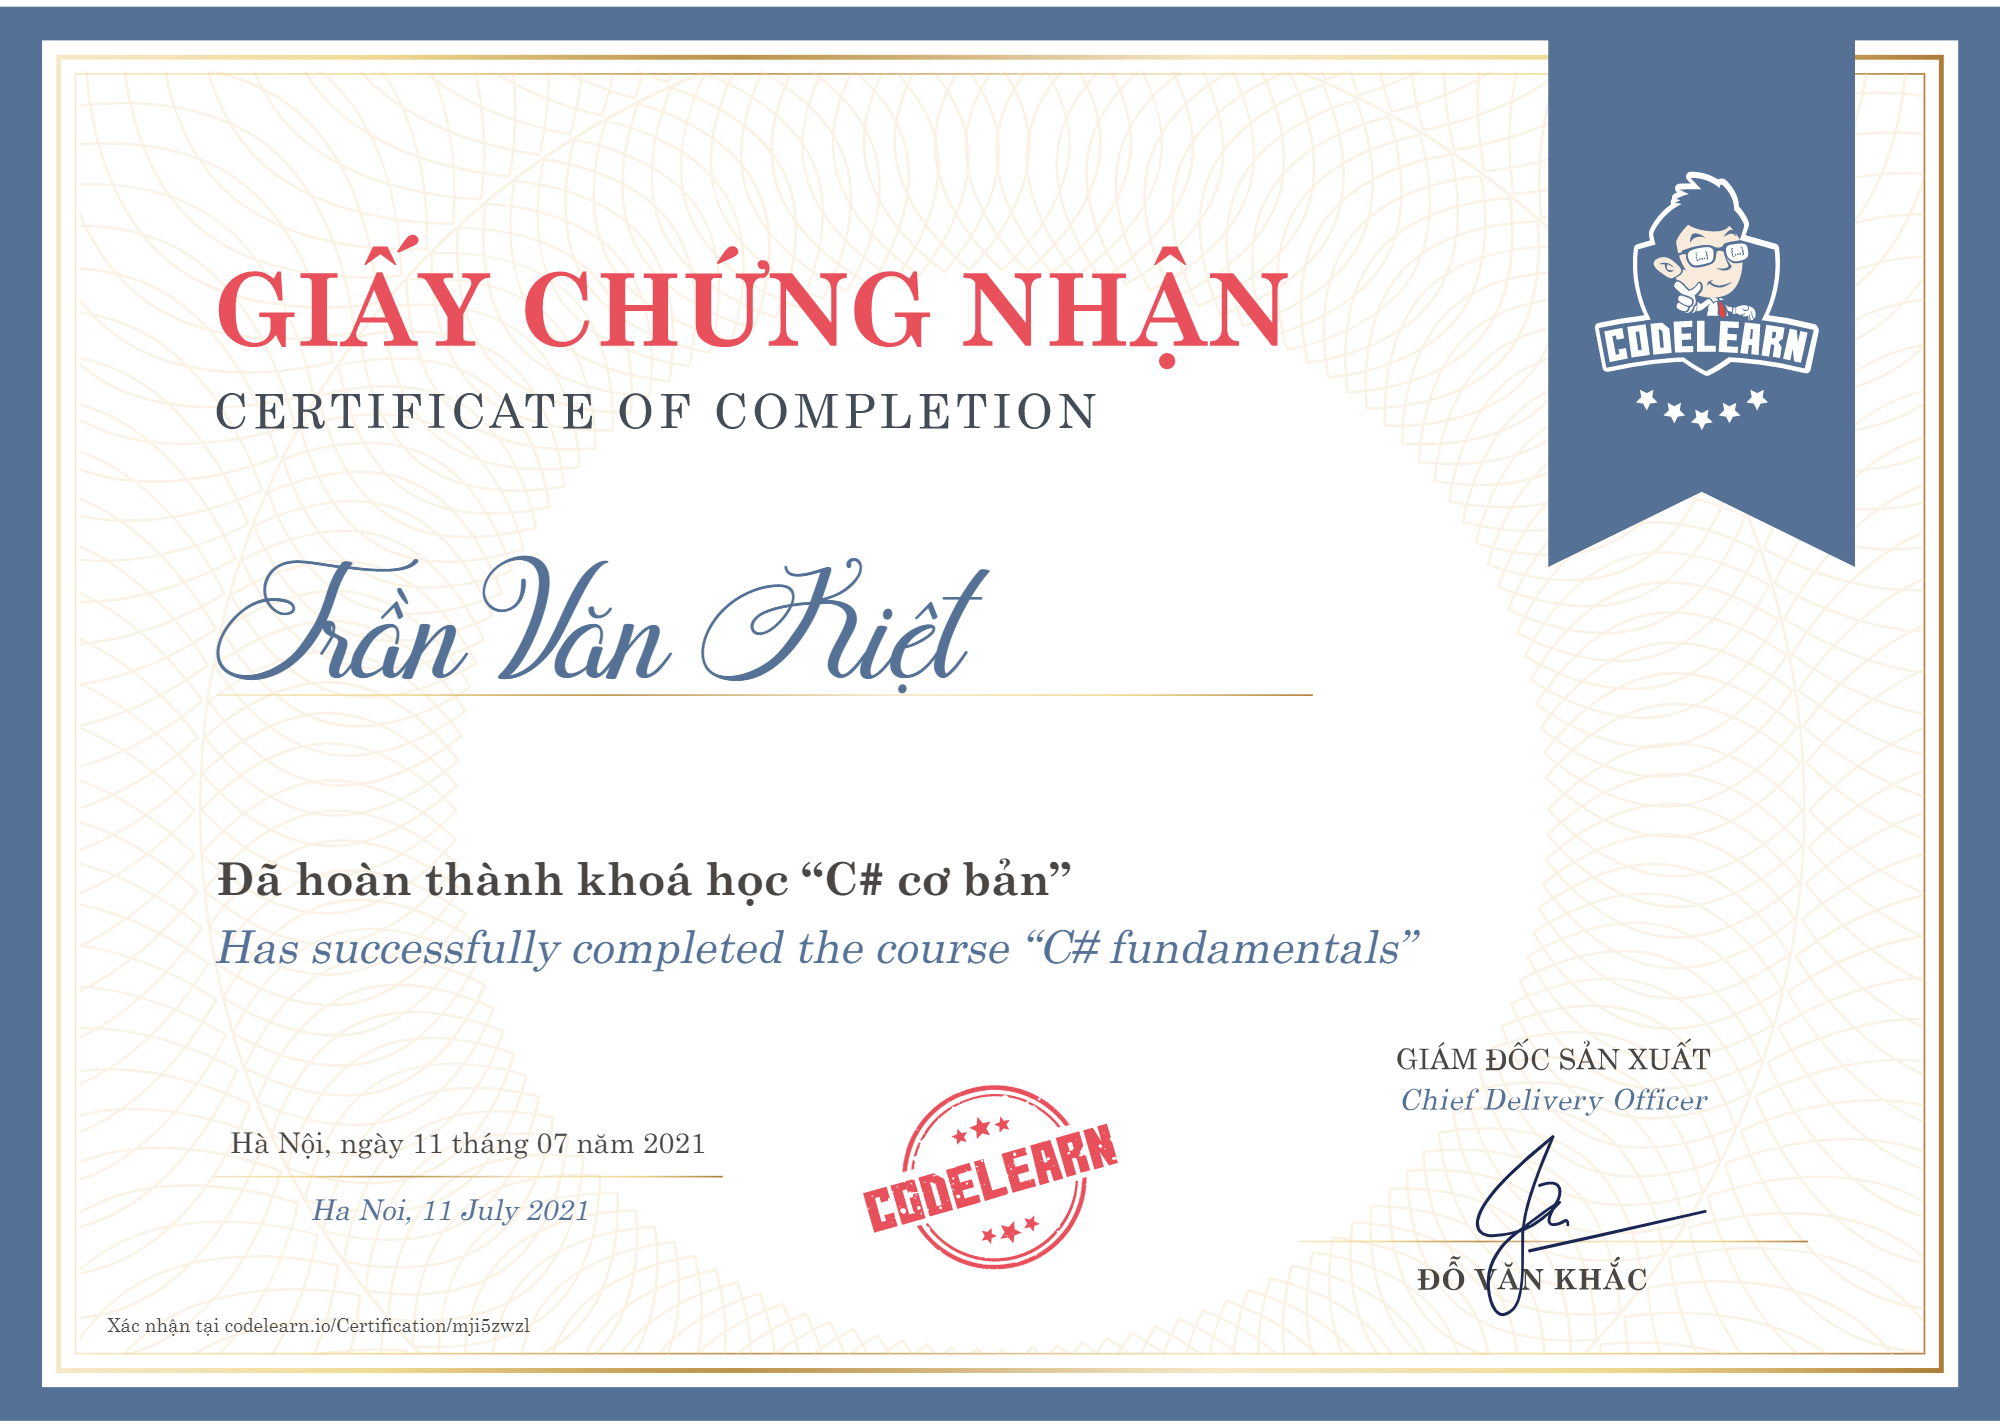 GIẤY CHỨNG NHẬN
CERTIFICATE OF COMPLETION
CODELEARN
Trần Văn Kiệt
Đã hoàn thành khoá học “C# cơ bản”
Has successfully completed the course “C# fundamentals”
GIÁM ĐỐC SẢN XUẤT
Chief Delivery Officer
Hà Nội, ngày 11 tháng 07 năm 2021
Ha Noi, 11 July 2021
CODELEARN
ĐỖ VĂN KHẮC
Xác nhận tại codelearn.io/Certification/mji5zwzl